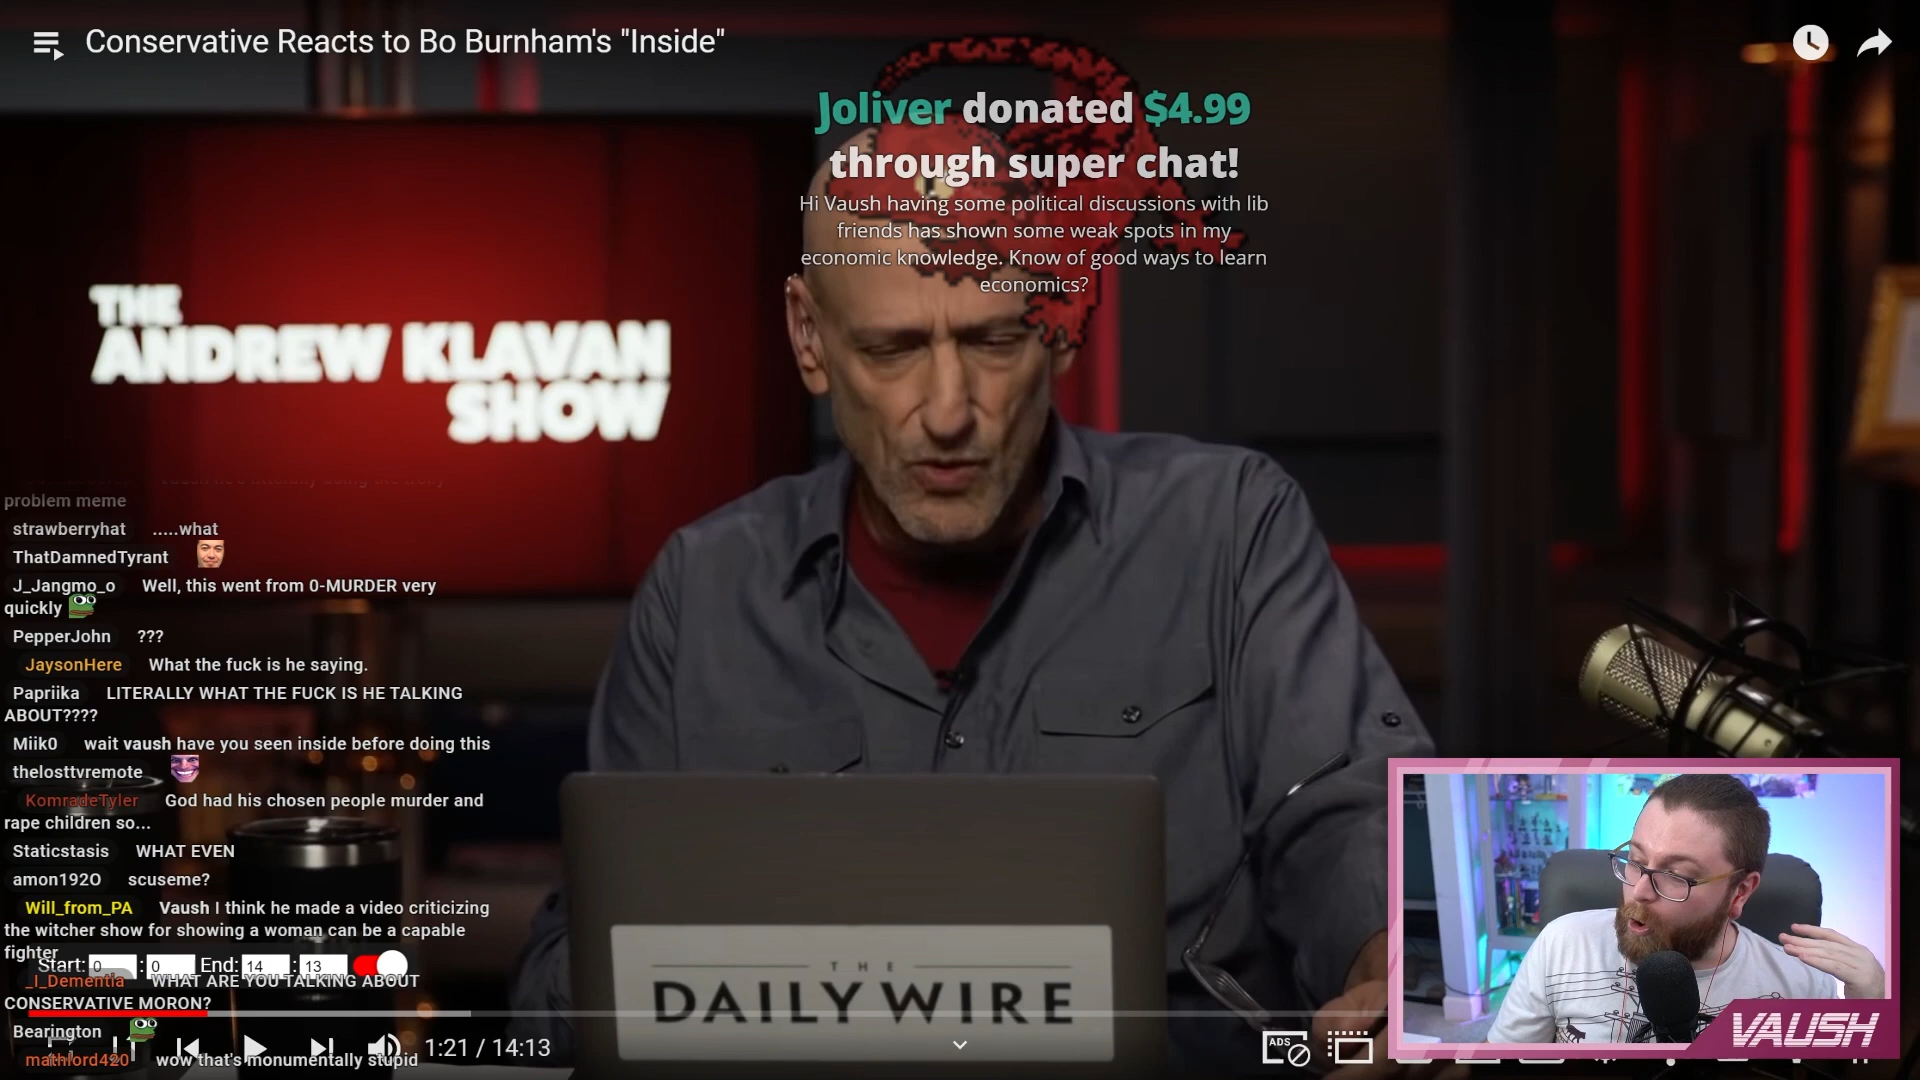 Conservative Reacts to Bo Burnham's "Inside"
Joliver donated $4.99
through super chat!
Hi Vaush having some political discussions with lib
friends has shown some weak spots in my
economic knowledge. Know of good ways to learn
economics?
THE
ANDREW KLAVAN
SHOW
problem meme
strawberryhat .....what
ThatDamnedTyrant
J_Jangmo_o Well, this went from 0-MURDER very
quickly
PepperJohn ???
JaysonHere What the fuck is he saying.
Papriika LITERALLY WHAT THE FUCK IS HE TALKING
ABOUT????
Miik0 wait vaush have you seen inside before doing this
thelosttvremote
KomradeTyler God had his chosen people murder and
rape children so...
Staticstasis WHAT EVEN
amon192O scuseme?
Will_from_PA Vaush I think he made a video criticizing
the witcher show for showing a woman can be a capable
fighter
Start: 0 : 0 End: 14 : 13
_I_Dementia WHAT ARE YOU TALKING ABOUT
CONSERVATIVE MORON?
Bearington
1:21 / 14:13
mathlord420 wow that's monumentally stupid
THE
DAILY WIRE
ADS
VAUSH